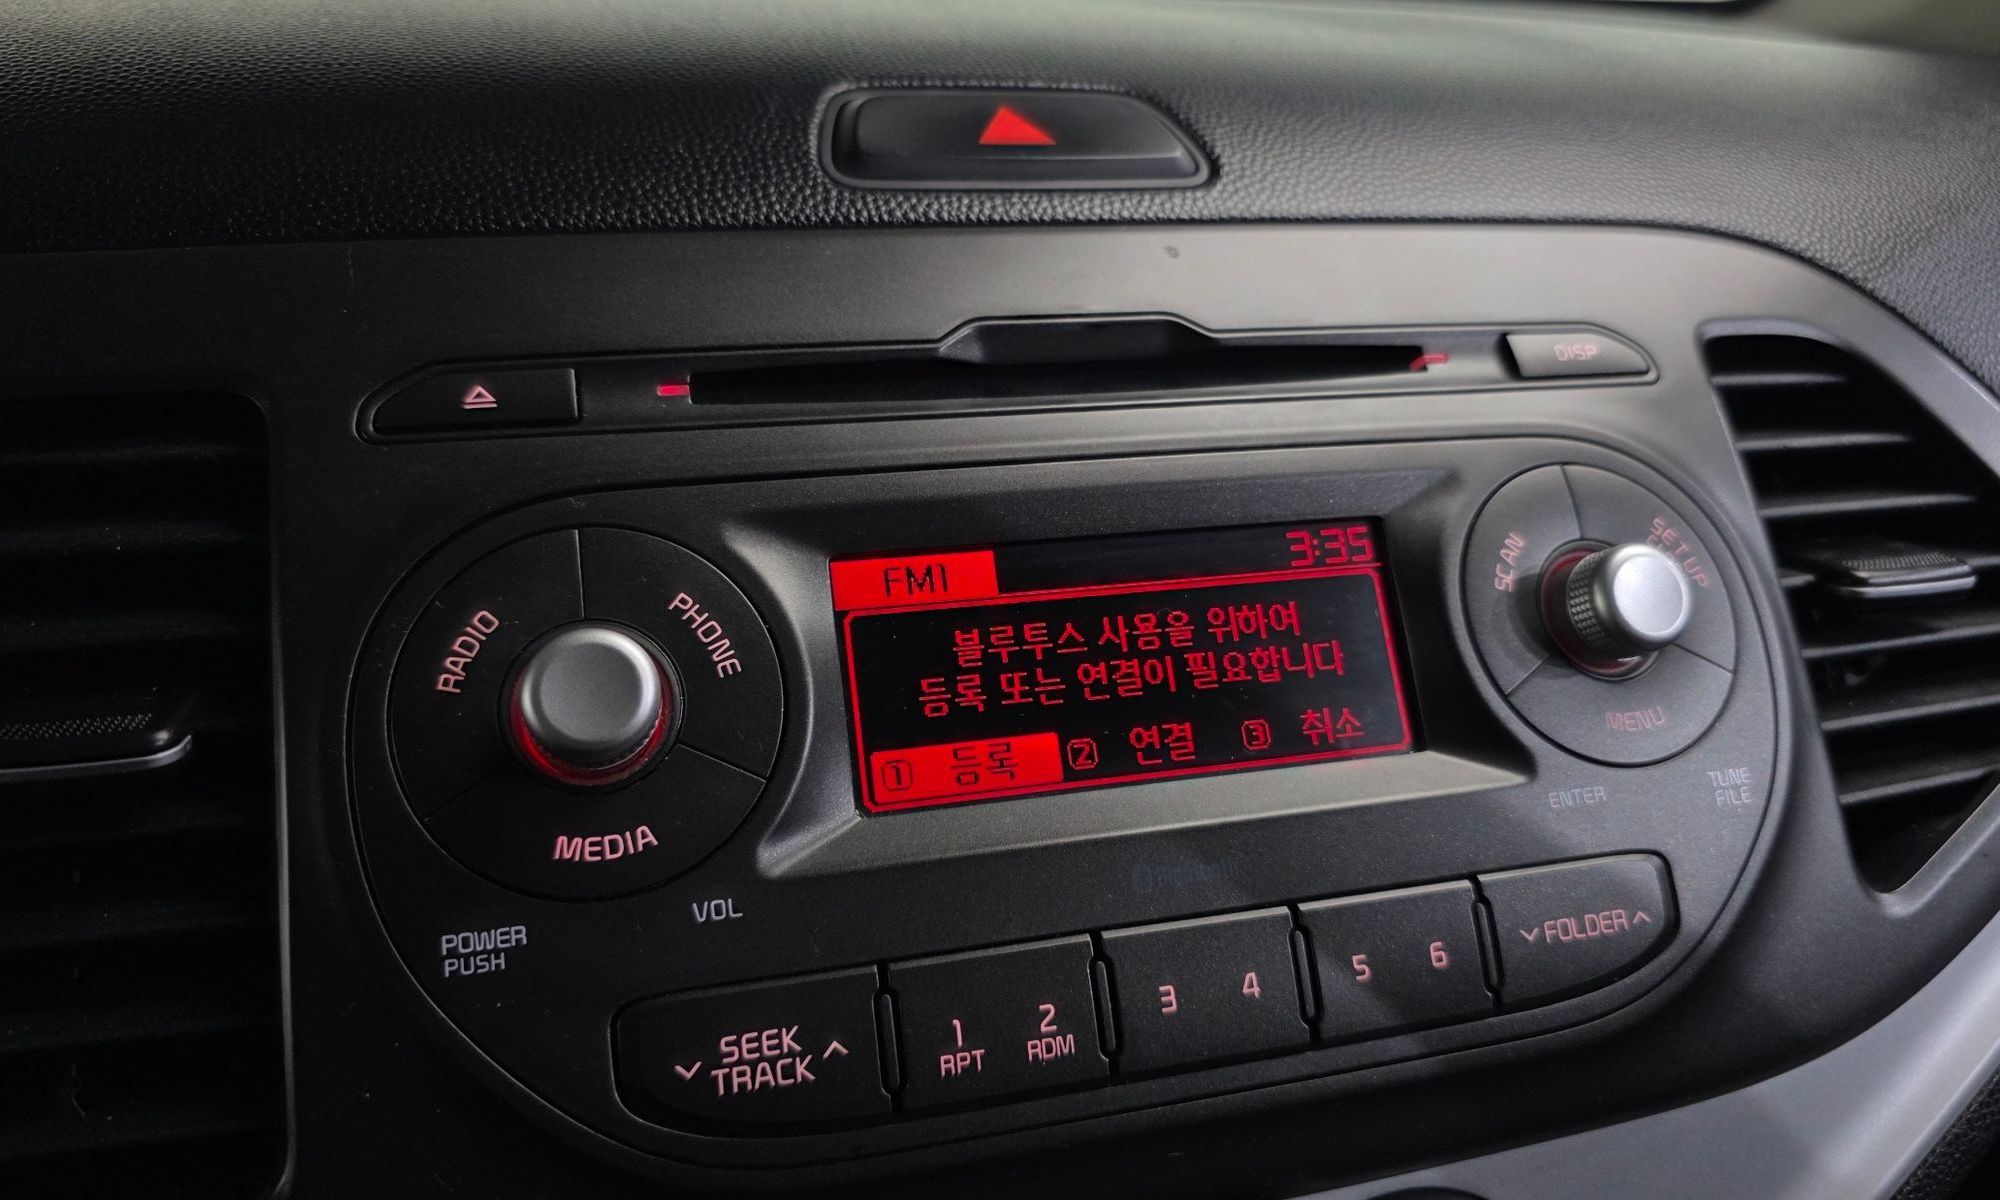 DISP
FM1
3:35
블루투스 사용을 위하여
등록 또는 연결이 필요합니다
1 등록 2 연결 3 취소
RADIO
PHONE
MEDIA
POWER
PUSH
VOL
SCAN
SETUP
MENU
ENTER
TUNE
FILE
SEEK
TRACK
1
RPT
2
RDM
3
4
5
6
FOLDER